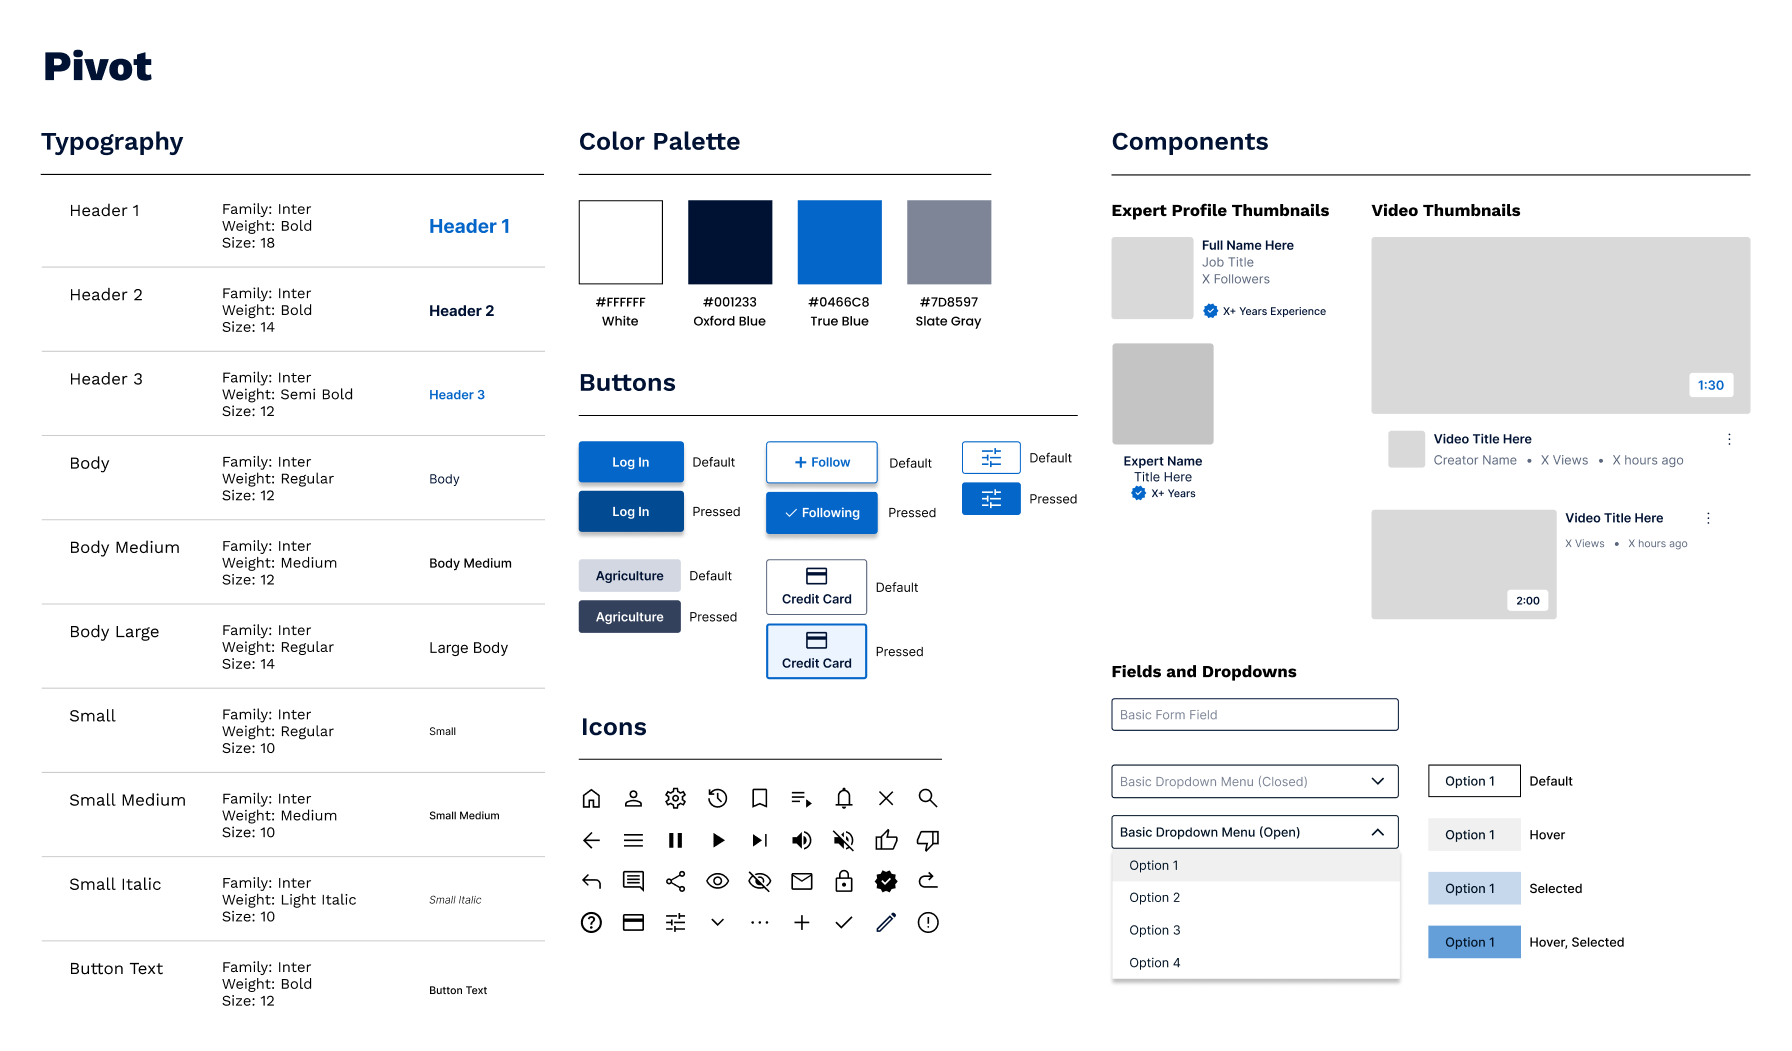 Pivot
Typography
Header 1
Family: Inter
Weight: Bold
Size: 18
Header 1
Header 2
Family: Inter
Weight: Bold
Size: 14
Header 2
Header 3
Family: Inter
Weight: Semi Bold
Size: 12
Header 3
Body
Family: Inter
Weight: Regular
Size: 12
Body
Body Medium
Family: Inter
Weight: Medium
Size: 12
Body Medium
Body Large
Family: Inter
Weight: Regular
Size: 14
Large Body
Small
Family: Inter
Weight: Regular
Size: 10
Small
Small Medium
Family: Inter
Weight: Medium
Size: 10
Small Medium
Small Italic
Family: Inter
Weight: Light Italic
Size: 10
Small Italic
Button Text
Family: Inter
Weight: Bold
Size: 12
Button Text
Color Palette
#FFFFFF
White
#001233
Oxford Blue
#0466C8
True Blue
#7D8597
Slate Gray
Buttons
Log In
Default
Log In
Pressed
+ Follow
Default
Following
Pressed
Default
Pressed
Agriculture
Default
Agriculture
Pressed
Credit Card
Default
Credit Card
Pressed
Icons
Components
Expert Profile Thumbnails
Full Name Here
Job Title
X Followers
X+ Years Experience
Expert Name
Title Here
X+ Years
Video Thumbnails
1:30
Video Title Here
Creator Name • X Views • X hours ago
2:00
Video Title Here
X Views • X hours ago
Fields and Dropdowns
Basic Form Field
Basic Dropdown Menu (Closed)
Basic Dropdown Menu (Open)
Option 1
Option 2
Option 3
Option 4
Option 1
Default
Option 1
Hover
Option 1
Selected
Option 1
Hover, Selected